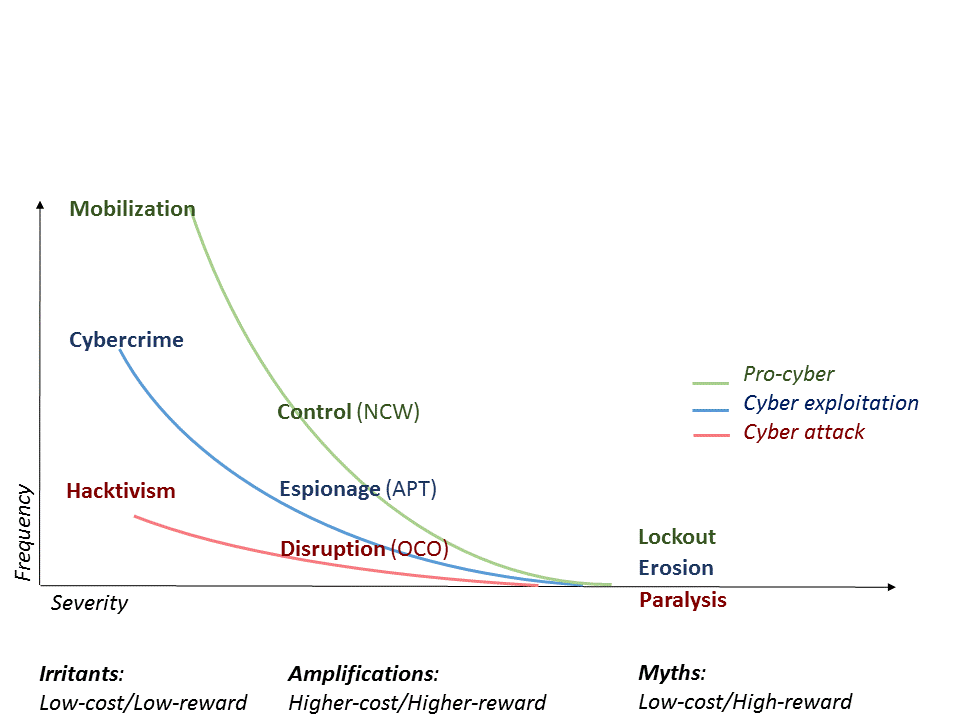 Mobilization
Cybercrime
Control (NCW)
Pro-cyber
Cyber exploitation
Cyber attack
Hacktivism
Espionage (APT)
Disruption (OCO)
Lockout
Erosion
Paralysis
Frequency
Severity
Irritants:
Low-cost/Low-reward
Amplifications:
Higher-cost/Higher-reward
Myths:
Low-cost/High-reward